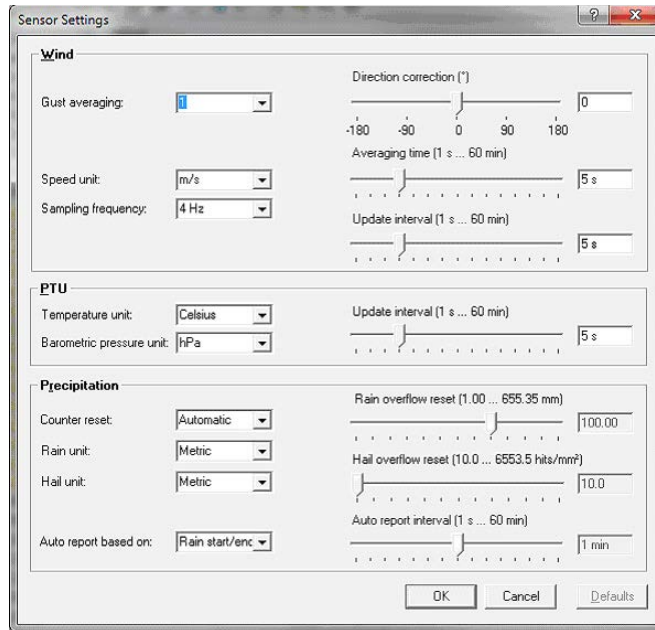 Sensor Settings
Wind
Direction correction (°)
Gust averaging: 1 0
-180 -90 0 90 180
Averaging time (1 s ... 60 min)
Speed unit: m/s 5 s
Sampling frequency: 4 Hz
Update interval (1 s ... 60 min)
5 s
PTU
Temperature unit: Celsius Update interval (1 s ... 60 min)
Barometric pressure unit: hPa 5 s
Precipitation
Rain overflow reset (1.00 ... 655.35 mm)
Counter reset: Automatic 100.00
Rain unit: Metric
Hail overflow reset (10.0 ... 6553.5 hits/mm²)
Hail unit: Metric 10.0
Auto report interval (1 s ... 60 min)
Auto report based on: Rain start/enc 1 min
OK Cancel Defaults